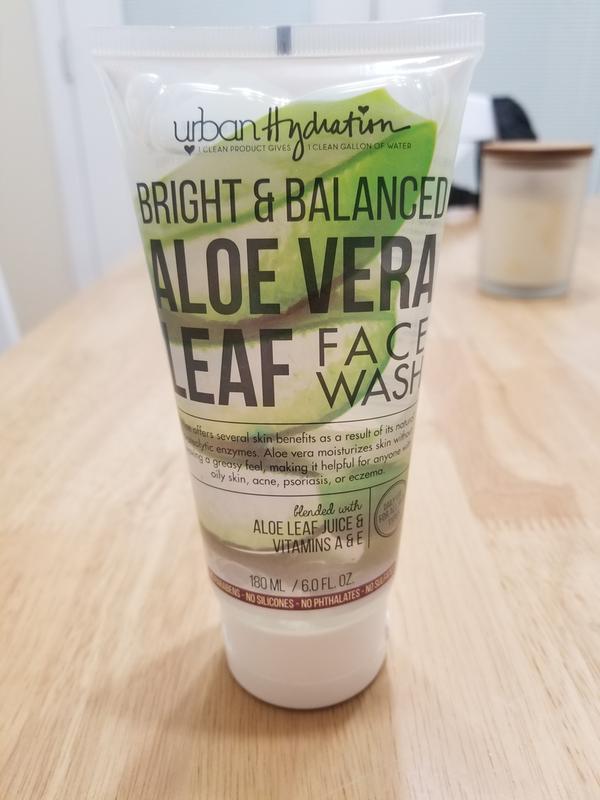 urban Hydration
1 CLEAN PRODUCT GIVES 1 CLEAN GALLON OF WATER
BRIGHT & BALANCED
ALOE VERA
LEAF FACE
WASH
offers several skin benefits as a result of its
enzymes. Aloe vera moisturizes skin
a greasy feel, making it helpful for anyone
oily skin, acne, psoriasis, or eczema.
blended with
ALOE LEAF JUICE &
VITAMINS A & E
180 ML / 6.0 FL. OZ.
- NO SILICONES - NO PHTHALATES - NO